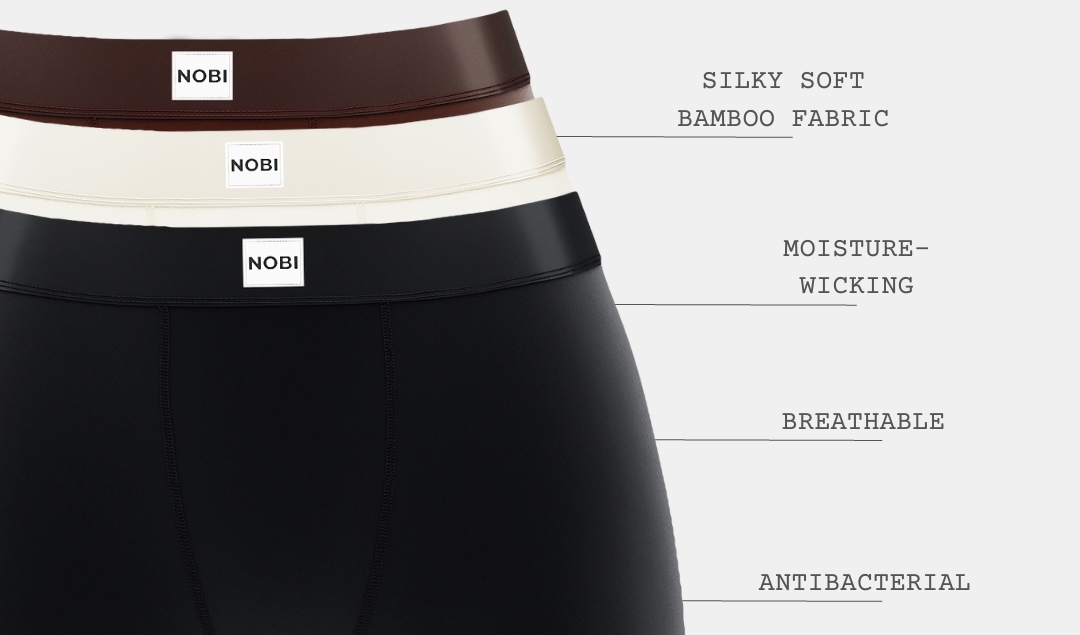 NOBI
SILKY SOFT
BAMBOO FABRIC
NOBI
MOISTURE-
WICKING
NOBI
BREATHABLE
ANTIBACTERIAL